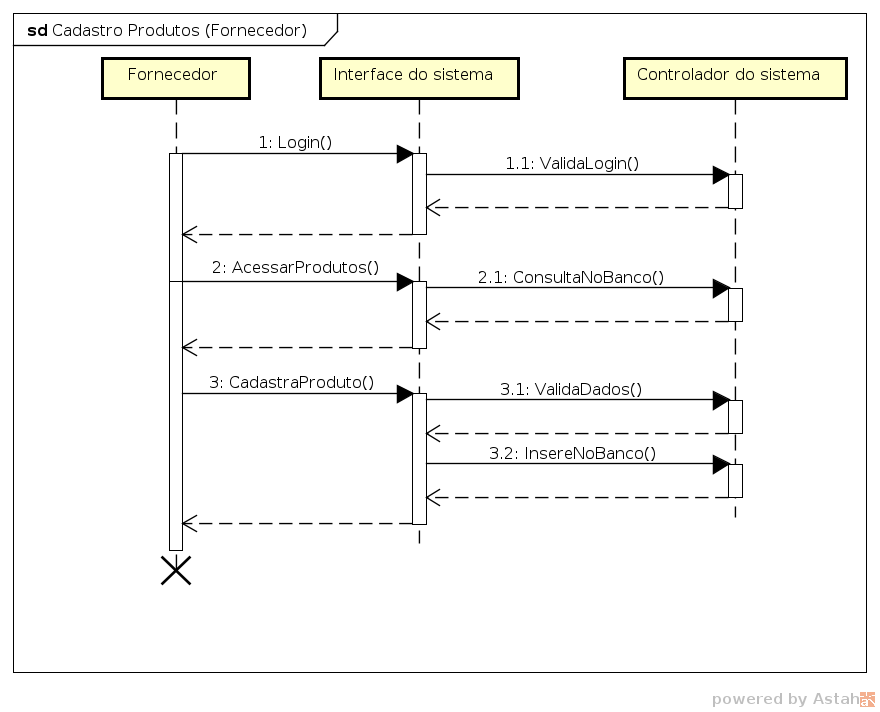 sd Cadastro Produtos (Fornecedor)
Fornecedor
Interface do sistema
Controlador do sistema
1: Login()
1.1: ValidaLogin()
2: AcessarProdutos()
2.1: ConsultaNoBanco()
3: CadastraProduto()
3.1: ValidaDados()
3.2: InsereNoBanco()
powered by Astah